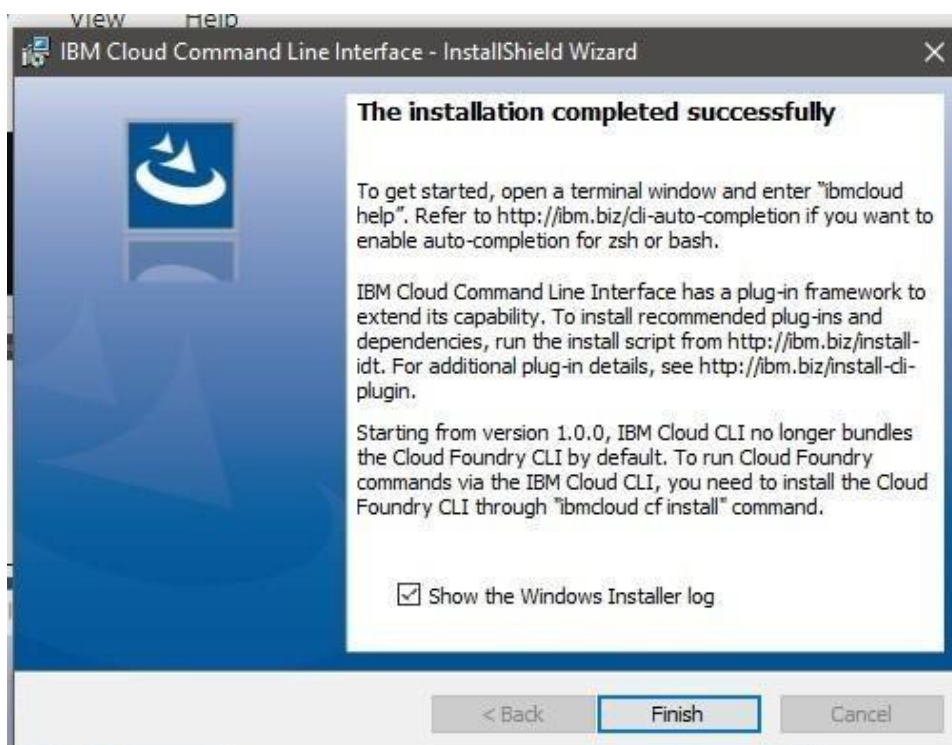 View Help
IBM Cloud Command Line Interface - InstallShield Wizard
The installation completed successfully
To get started, open a terminal window and enter "ibmcloud
help". Refer to http://ibm.biz/cli-auto-completion if you want to
enable auto-completion for zsh or bash.
IBM Cloud Command Line Interface has a plug-in framework to
extend its capability. To install recommended plug-ins and
dependencies, run the install script from http://ibm.biz/install-
idt. For additional plug-in details, see http://ibm.biz/install-cli-
plugin.
Starting from version 1.0.0, IBM Cloud CLI no longer bundles
the Cloud Foundry CLI by default. To run Cloud Foundry
commands via the IBM Cloud CLI, you need to install the Cloud
Foundry CLI through "ibmcloud cf install" command.
Show the Windows Installer log
< Back Finish Cancel